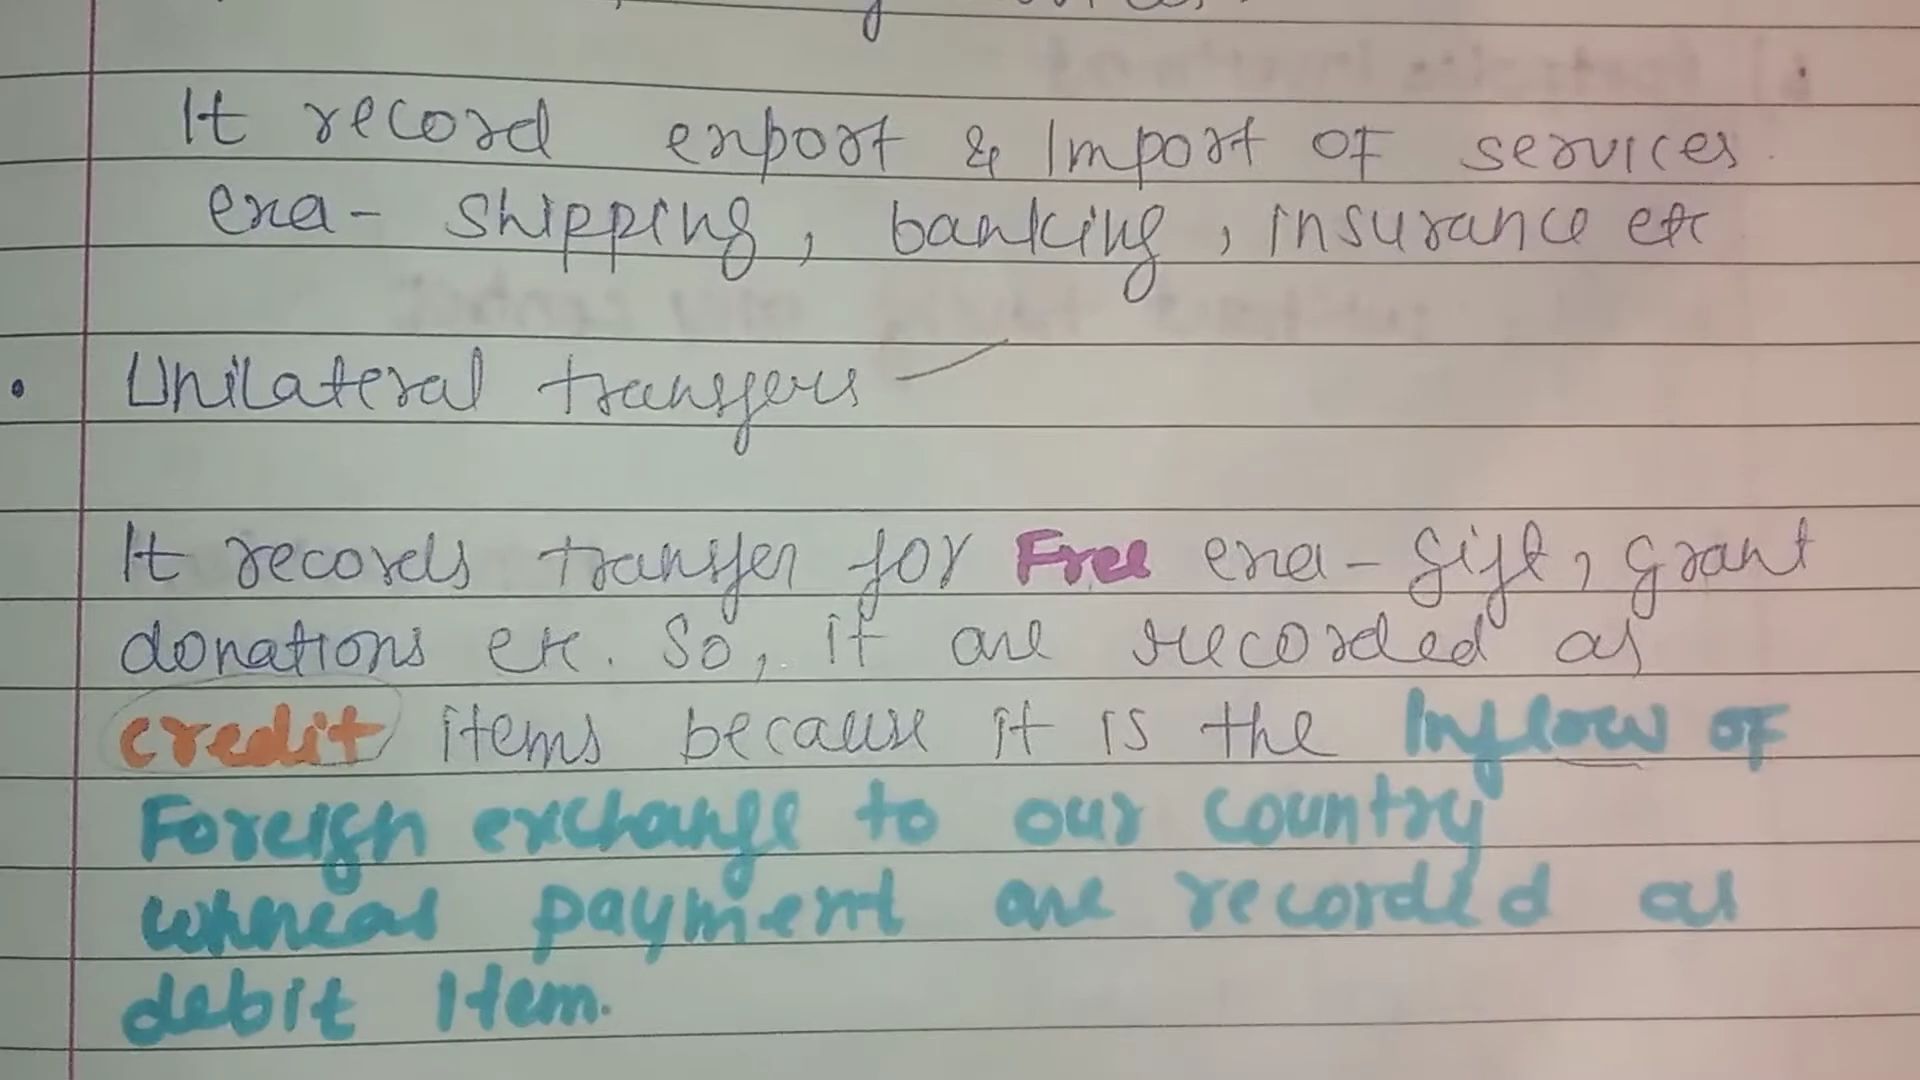 It record export & Import of services
exa- shipping, banking, insurance etc
• Unilateral transfers -
It records transfer for Free exa- gift, grant
donations etc. So, it are recorded as
credit items because it is the Inflow of
Foreign exchange to our country
whereas payment are recorded as
debit Item.